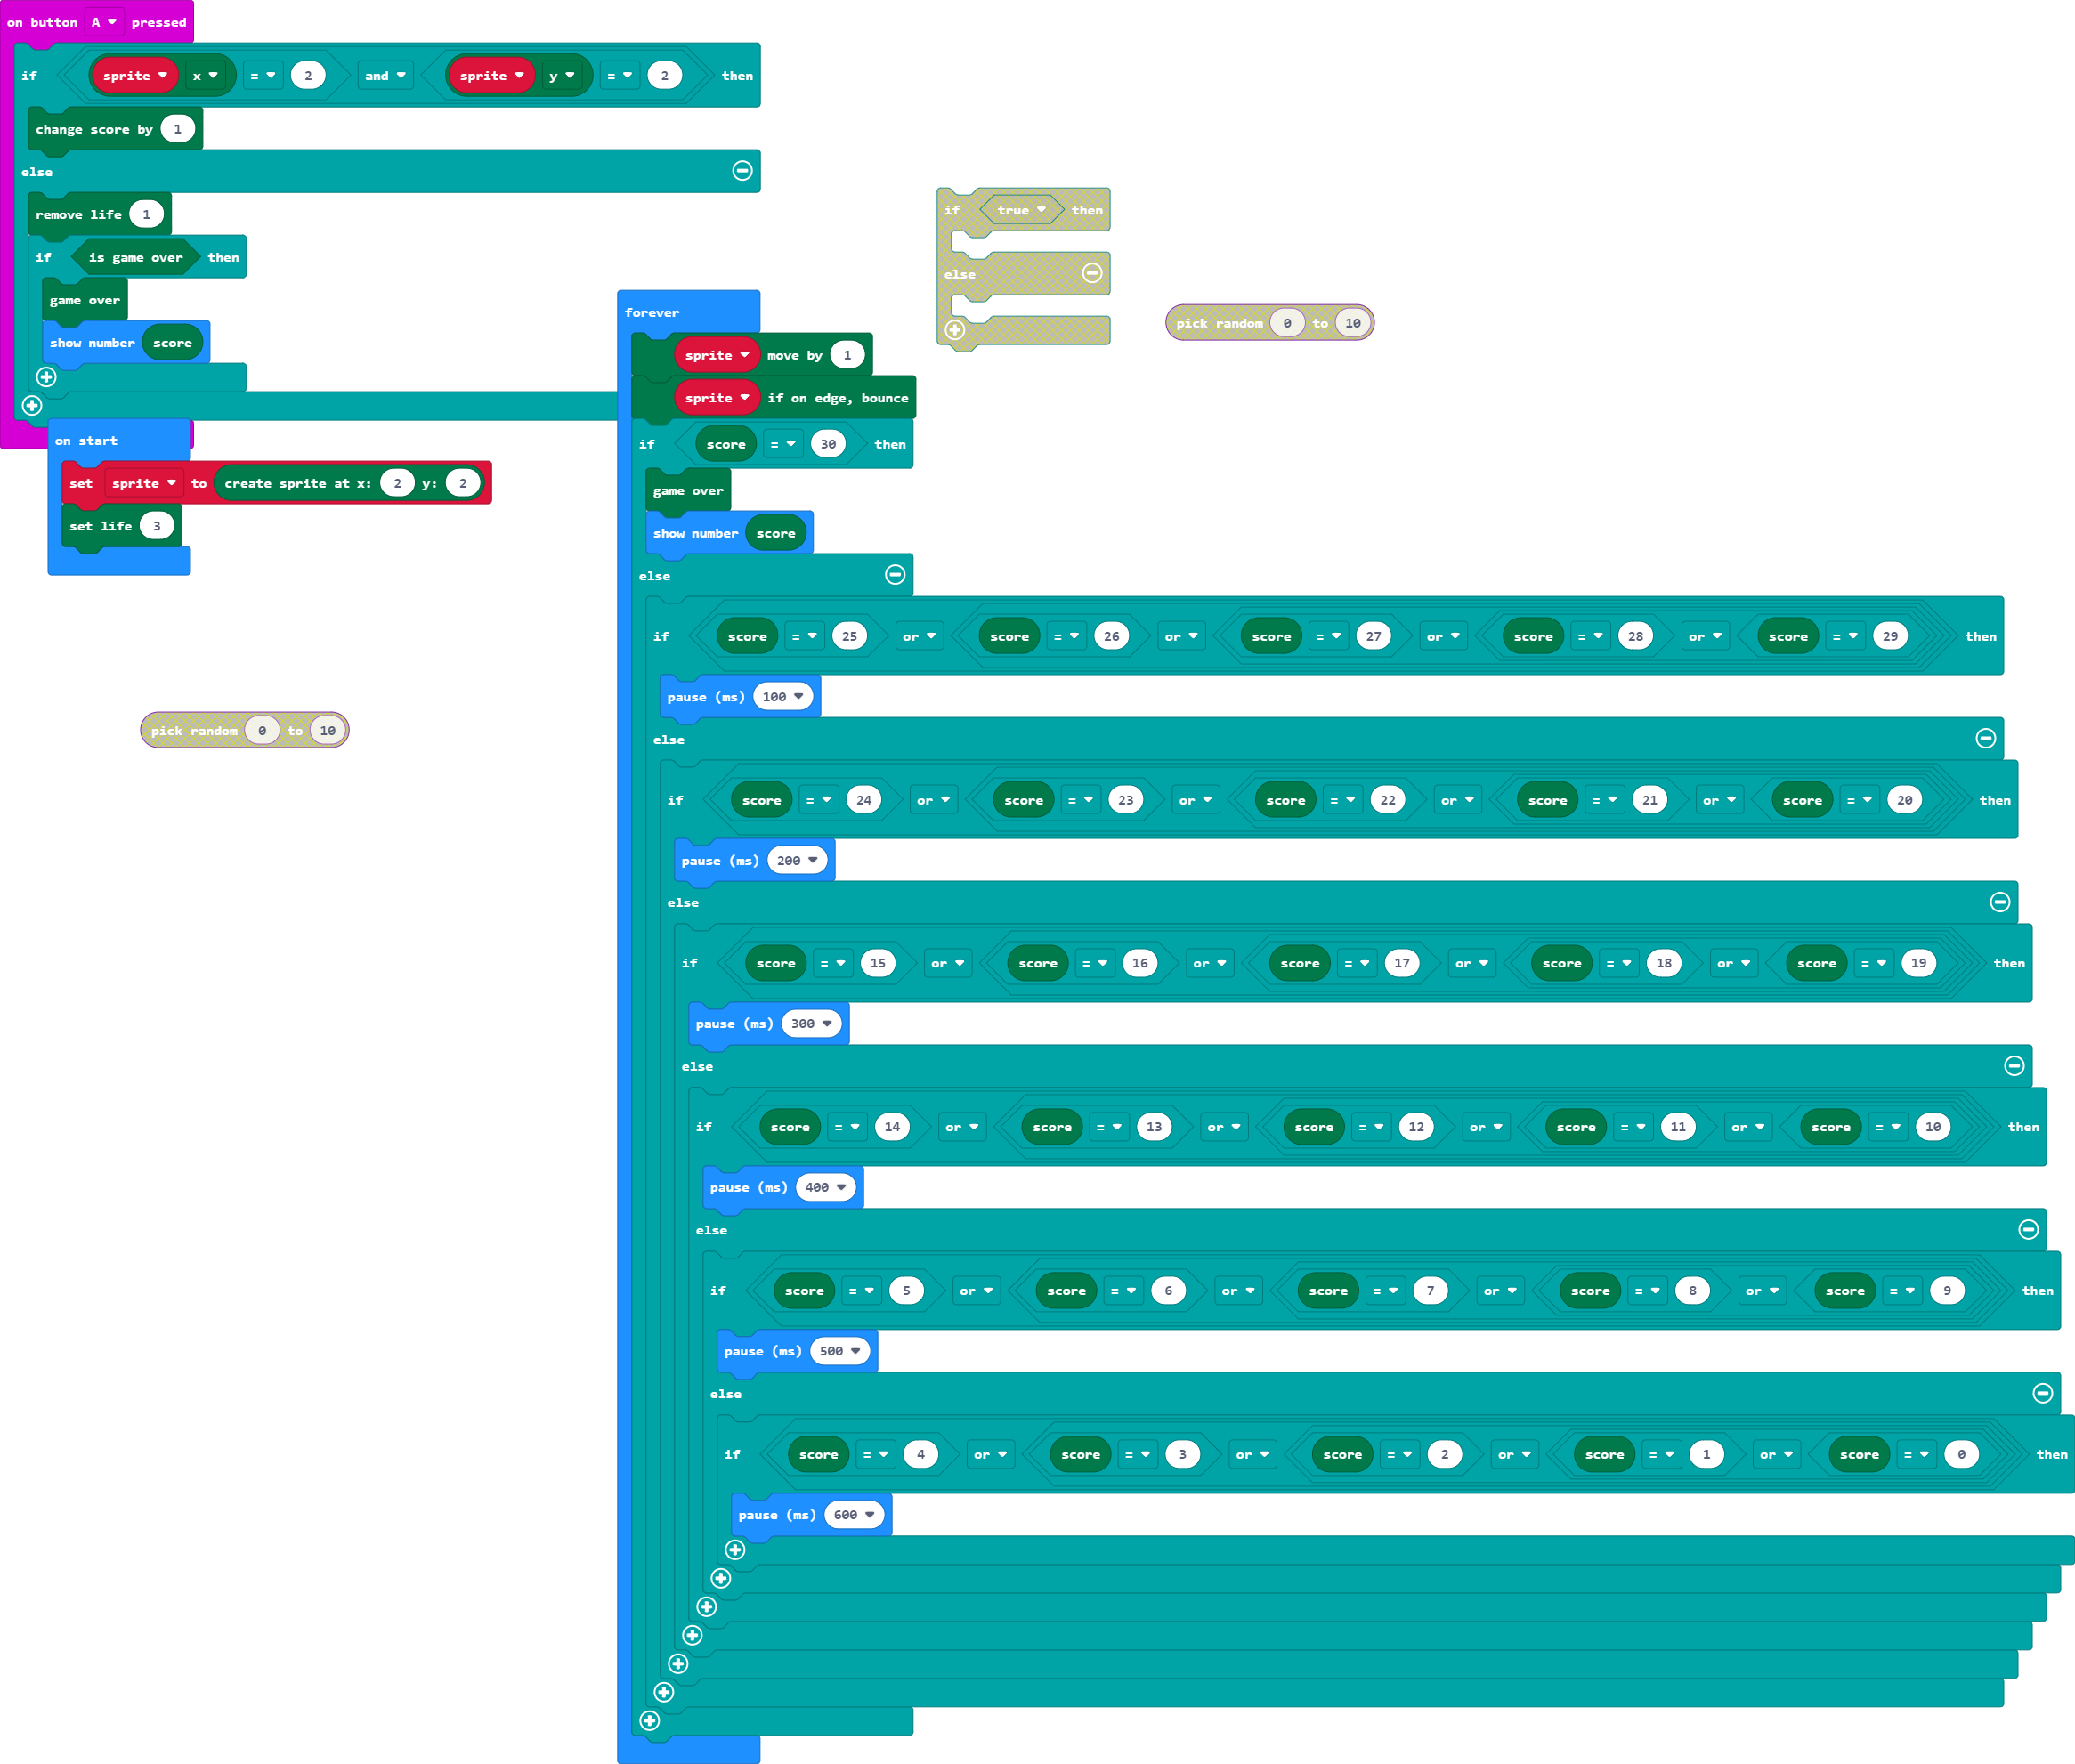 on button A pressed
if sprite x = 2 and sprite y = 2 then
change score by 1
else
remove life 1
if is game over then
game over
show number score
on start
set sprite to create sprite at x: 2 y: 2
set life 3
pick random 0 to 10
if true then
else
pick random 0 to 10
forever
sprite move by 1
sprite if on edge, bounce
if score = 30 then
game over
show number score
else
if score = 25 or score = 26 or score = 27 or score = 28 or score = 29 then
pause (ms) 100
else
if score = 24 or score = 23 or score = 22 or score = 21 or score = 20 then
pause (ms) 200
else
if score = 15 or score = 16 or score = 17 or score = 18 or score = 19 then
pause (ms) 300
else
if score = 14 or score = 13 or score = 12 or score = 11 or score = 10 then
pause (ms) 400
else
if score = 5 or score = 6 or score = 7 or score = 8 or score = 9 then
pause (ms) 500
else
if score = 4 or score = 3 or score = 2 or score = 1 or score = 0 then
pause (ms) 600